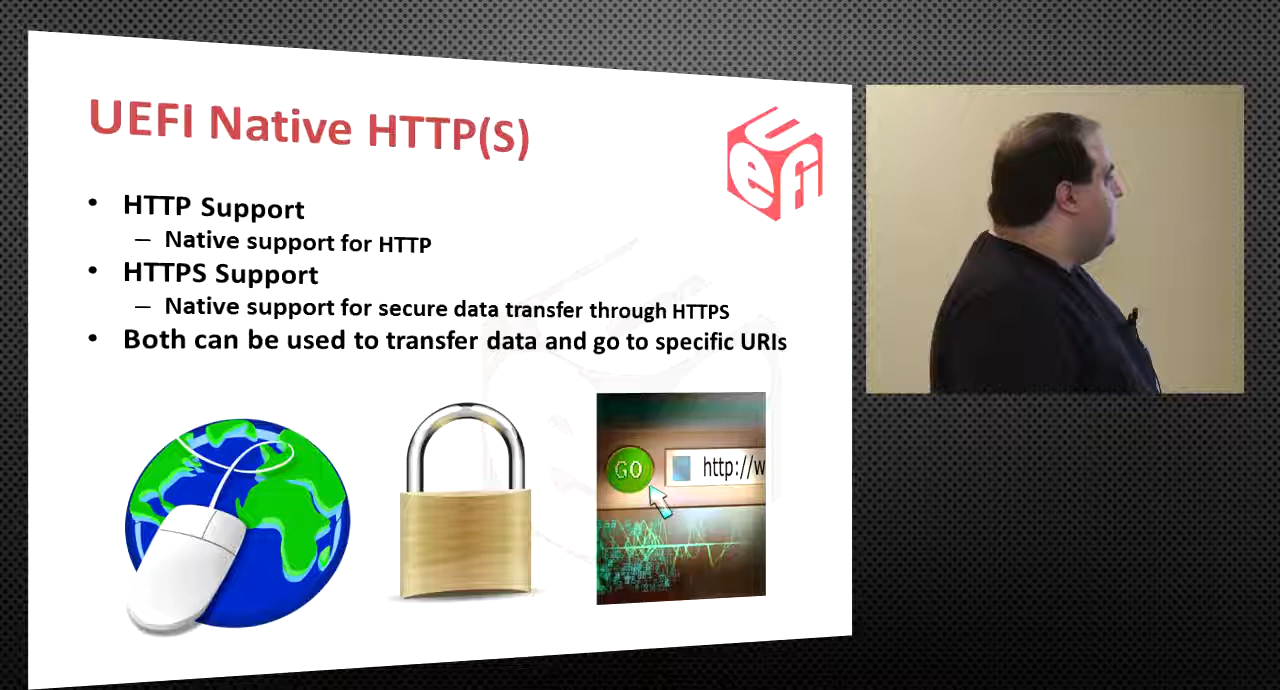 UEFI Native HTTP(S)
UEFI
• HTTP Support
– Native support for HTTP
• HTTPS Support
– Native support for secure data transfer through HTTPS
• Both can be used to transfer data and go to specific URIs
GO
http://w